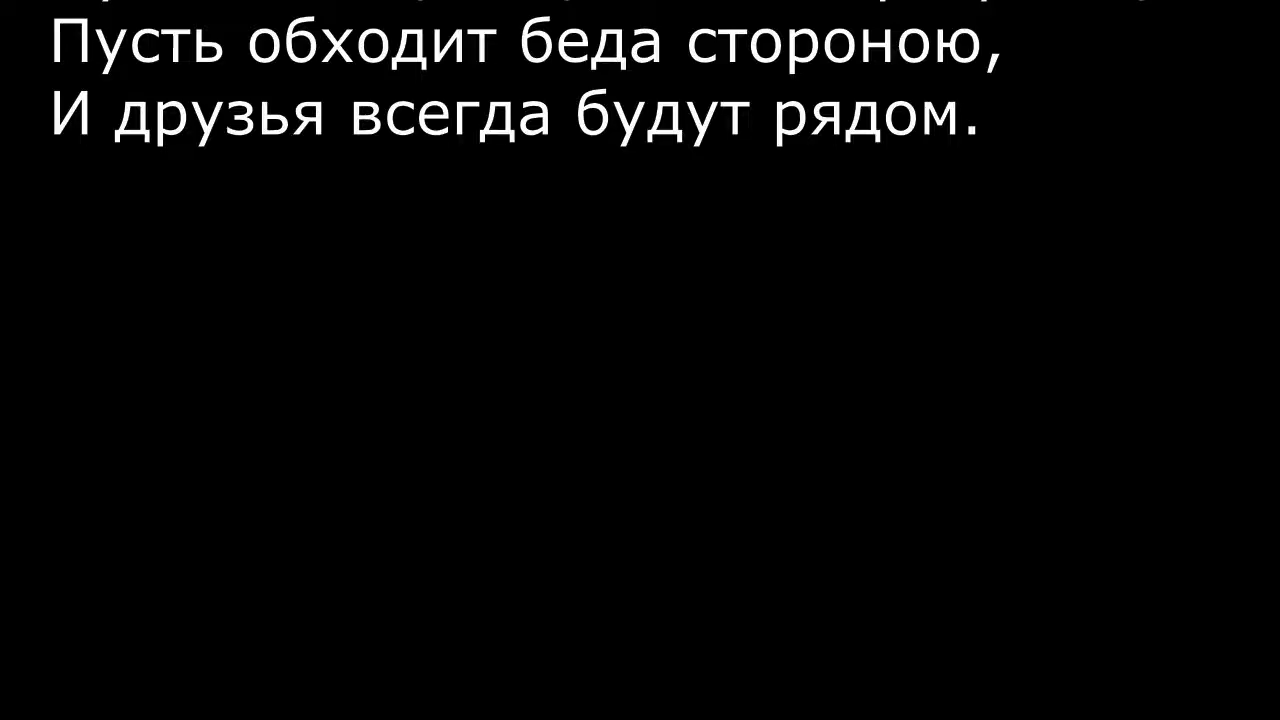 Пусть обходит беда стороною,
И друзья всегда будут рядом.